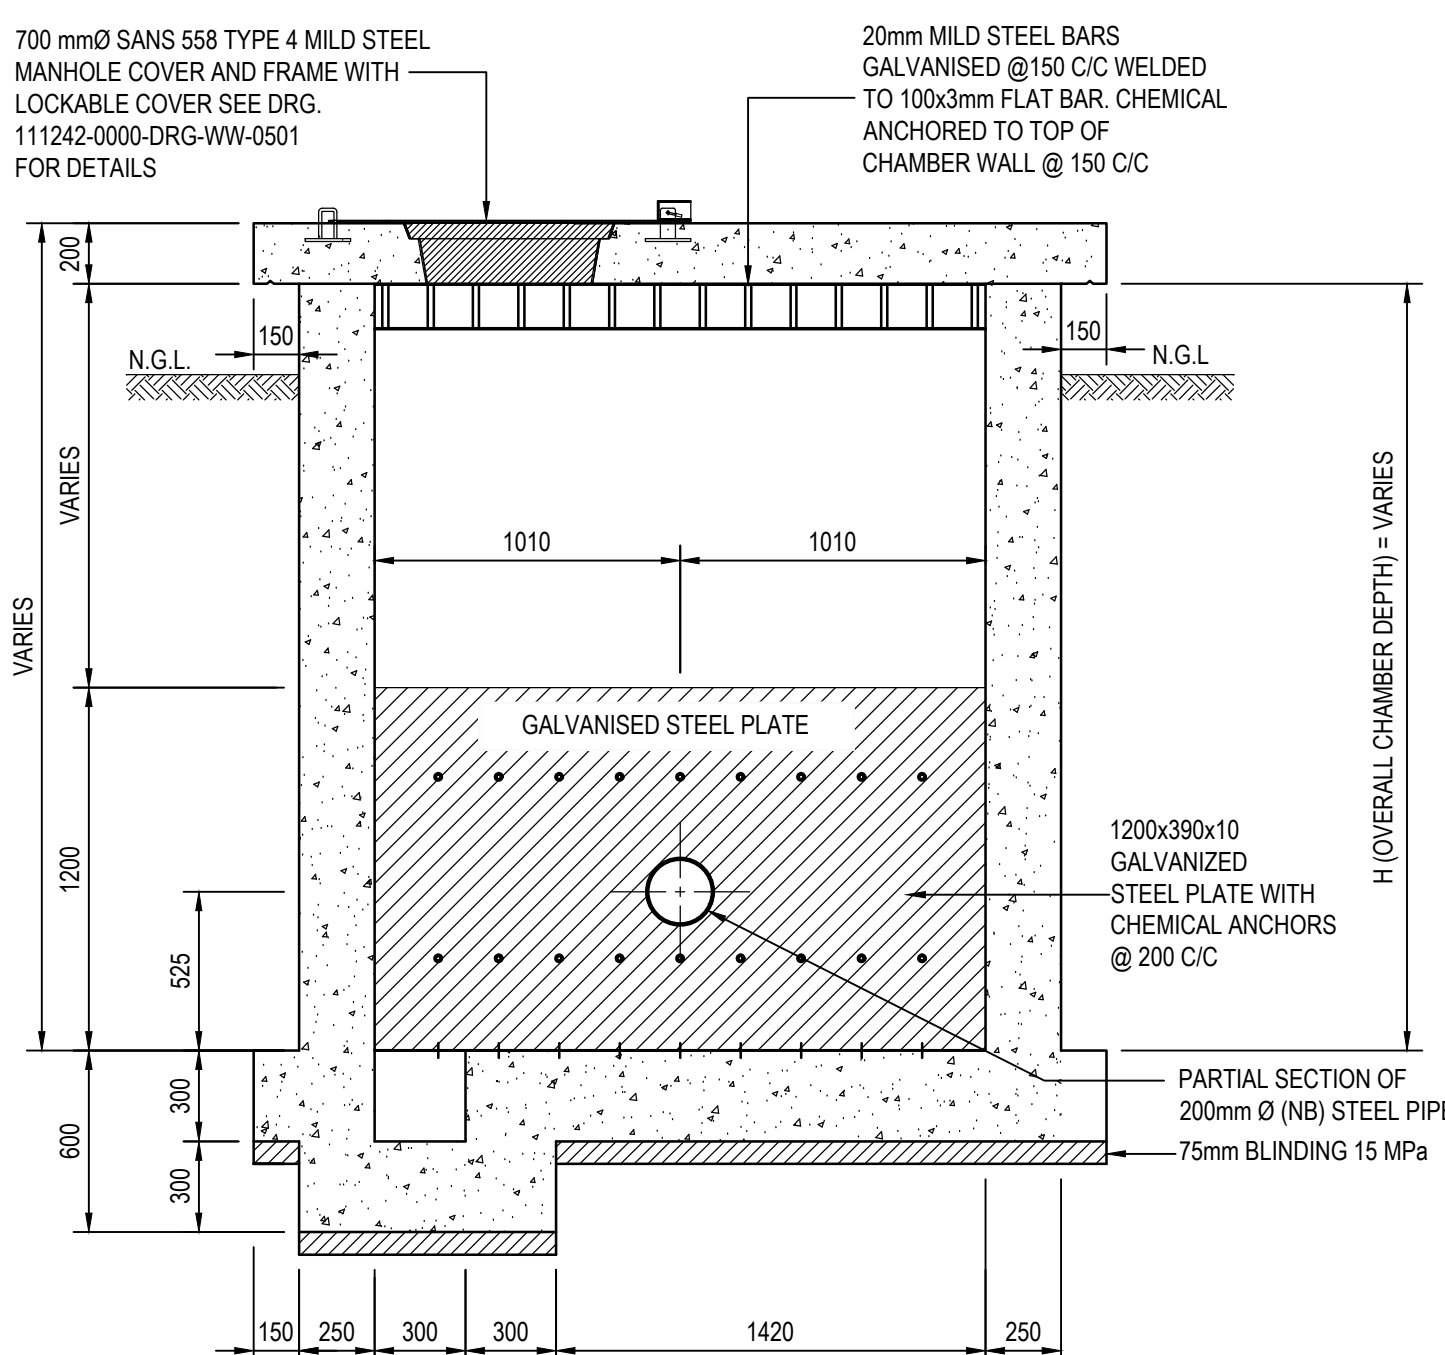 700 mmØ SANS 558 TYPE 4 MILD STEEL
MANHOLE COVER AND FRAME WITH
LOCKABLE COVER SEE DRG.
111242-0000-DRG-WW-0501
FOR DETAILS
20mm MILD STEEL BARS
GALVANISED @150 C/C WELDED
TO 100x3mm FLAT BAR. CHEMICAL
ANCHORED TO TOP OF
CHAMBER WALL @ 150 C/C
200
150
150
N.G.L.
N.G.L
VARIES
VARIES
H (OVERALL CHAMBER DEPTH) = VARIES
1010
1010
GALVANISED STEEL PLATE
1200
525
1200x390x10
GALVANIZED
STEEL PLATE WITH
CHEMICAL ANCHORS
@ 200 C/C
300
600
300
PARTIAL SECTION OF
200mm Ø (NB) STEEL PIPE
75mm BLINDING 15 MPa
150
250
300
300
1420
250